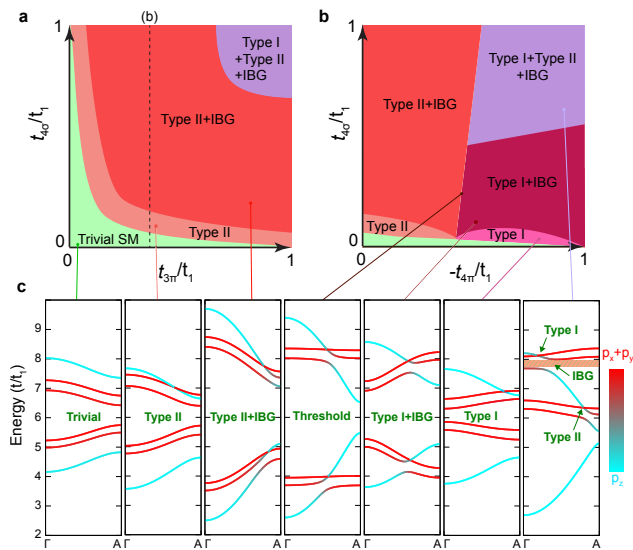 a
(b)
b
1
t4σ/t1
0
Type I
+Type II
+IBG
Type II+IBG
Type II
Trivial SM
0
t3π/t1
1
1
t4σ/t1
0
Type II+IBG
Type I+Type II
+IBG
Type I+IBG
Type II
Type I
0
-t4π/t1
1
c
Energy (t/t1)
9
8
7
6
5
4
3
2
Trivial
Type II
Type II+IBG
Threshold
Type I+IBG
Type I
Type I
IBG
Type II
px+py
pz
Γ A
Γ A
Γ A
Γ A
Γ A
Γ A
Γ A